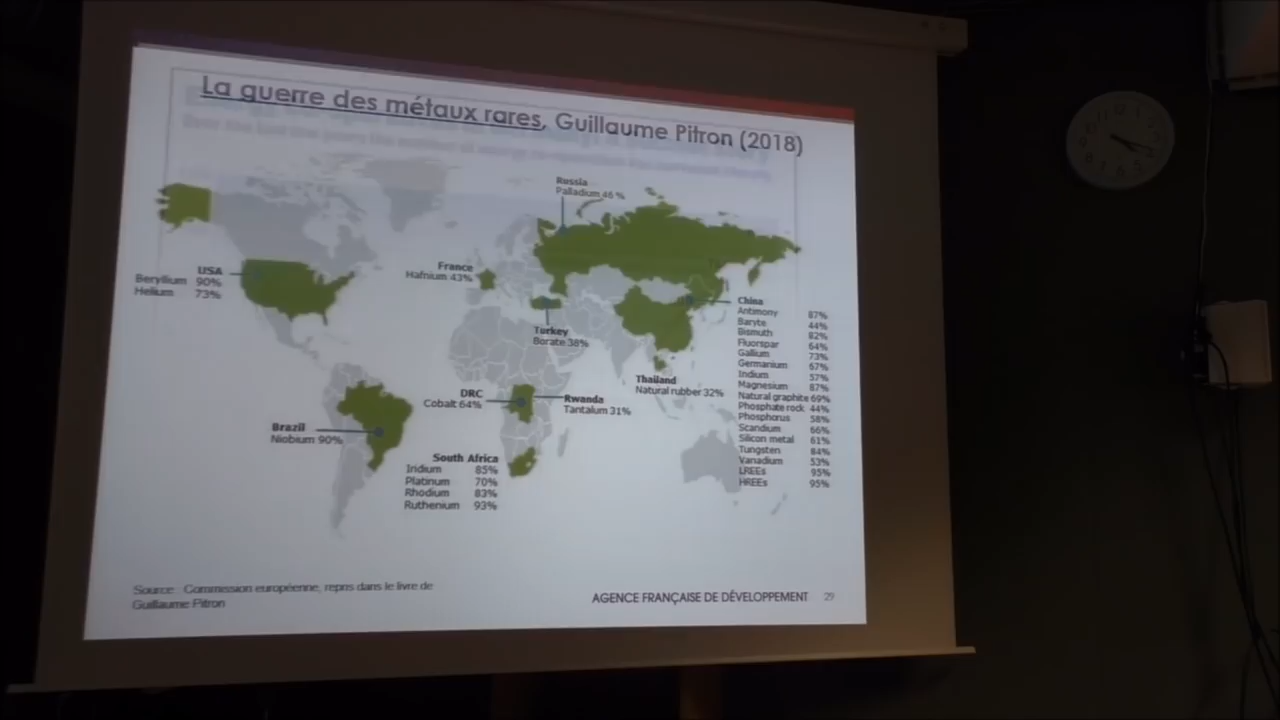 La guerre des métaux rares, Guillaume Pitron (2018)
Russia
Palladium 46 %
USA
Beryllium 90%
Helium 73%
France
Hafnium 43%
Turkey
Borate 38%
China
Antimony 87%
Baryte 44%
Bismuth 82%
Fluorspar 64%
Gallium 73%
Germanium 67%
Indium 57%
Magnesium 87%
Natural graphite 69%
Phosphate rock 44%
Phosphorus 58%
Scandium 66%
Silicon metal 61%
Tungsten 84%
Vanadium 53%
LREEs 95%
HREEs 95%
Thailand
Natural rubber 32%
DRC
Cobalt 64%
Rwanda
Tantalum 31%
Brazil
Niobium 90%
South Africa
Iridium 85%
Platinum 70%
Rhodium 83%
Ruthenium 93%
Source : Commission européenne, repris dans le livre de
Guillaume Pitron
AGENCE FRANÇAISE DE DÉVELOPPEMENT 29